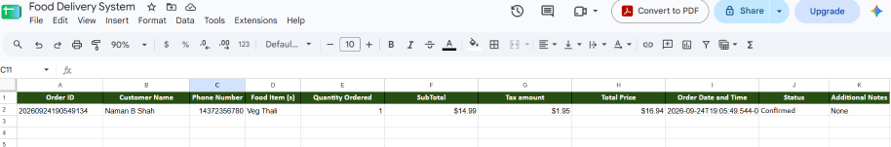 Food Delivery System
File Edit View Insert Format Data Tools Extensions Help
Convert to PDF
Share
Upgrade
90% $ % .0 .00 123 Defaul... 10 B I S A
C11 fx
A B C D E F G H I J K
1 Order ID Customer Name Phone Number Food Item (s) Quantity Ordered SubTotal Tax amount Total Price Order Date and Time Status Additional Notes
2 20260924190549134 Naman B Shah 14372356780 Veg Thali 1 $14.99 $1.95 $16.94 2026-09-24T19:05:49.544-0 Confirmed None
3
4
5